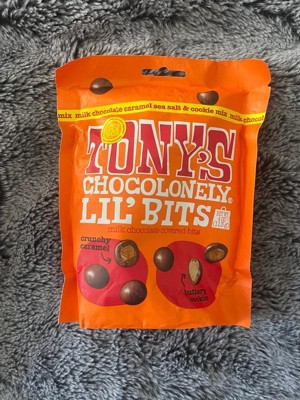 mix milk chocolate caramel sea salt & cookie mix milk chocol
TONY'S
CHOCOLONELY
LIL' BITS
milk chocolate covered bits
crunchy
caramel
buttery
cookie